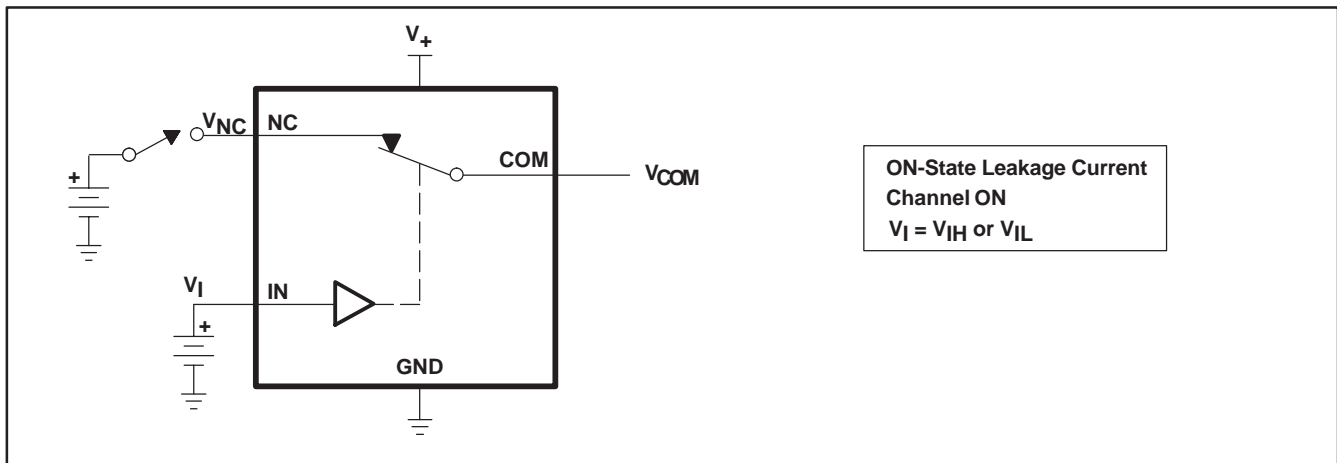 V+
VNC NC
COM
VCOM
+
ON-State Leakage Current
Channel ON
VI = VIH or VIL
VI IN
+
GND